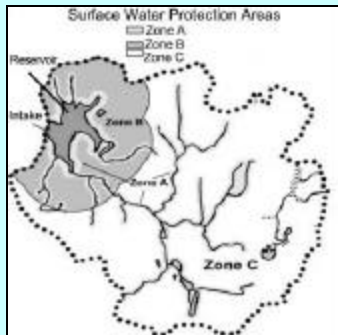 Surface Water Protection Areas
Zone A
Zone B
Zone C
Reservoir
Intake
Zone B
Zone A
Zone C